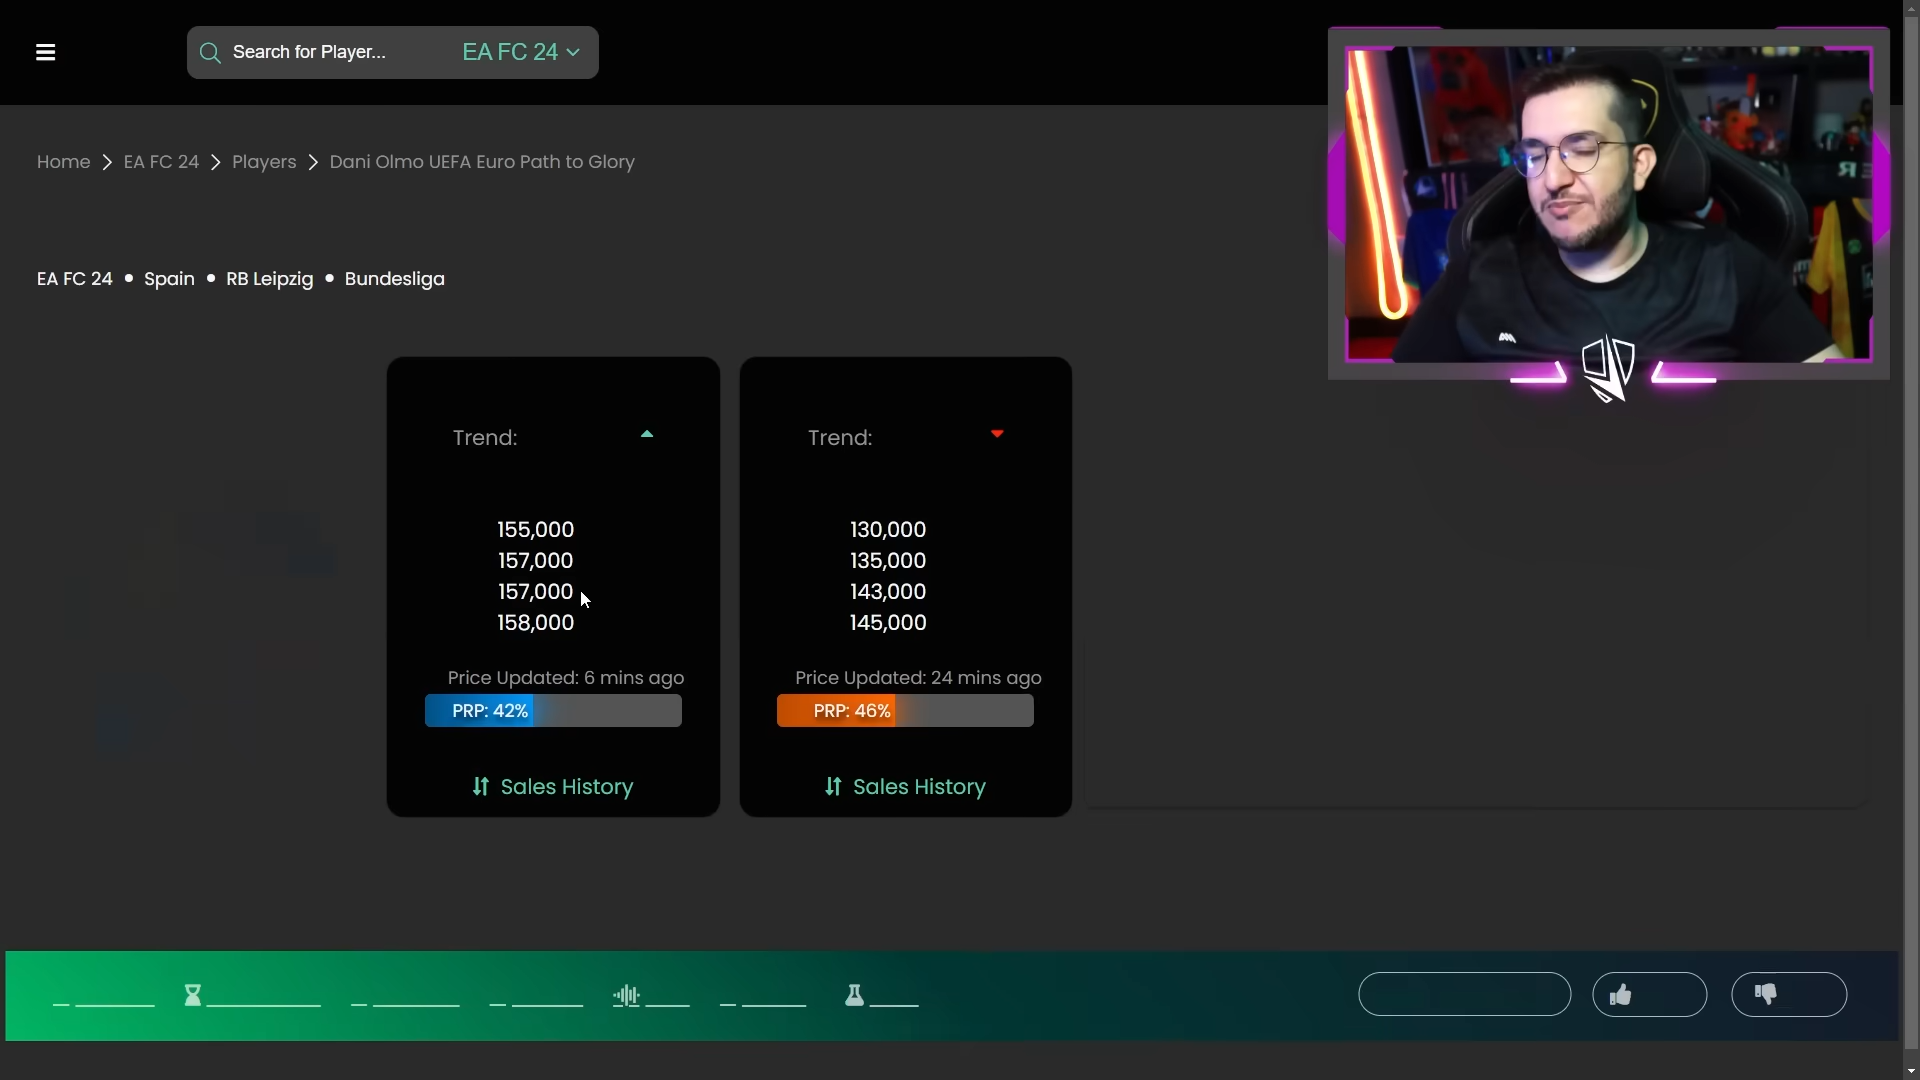 Search for Player... EA FC 24
Home > EA FC 24 > Players > Dani Olmo UEFA Euro Path to Glory
EA FC 24 • Spain • RB Leipzig • Bundesliga
Trend:
155,000
157,000
157,000
158,000
Price Updated: 6 mins ago
PRP: 42%
Sales History
Trend:
130,000
135,000
143,000
145,000
Price Updated: 24 mins ago
PRP: 46%
Sales History